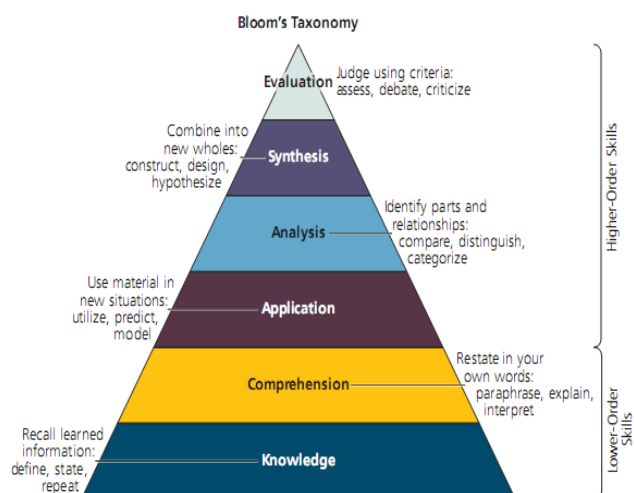 Bloom's Taxonomy
Evaluation
Judge using criteria:
assess, debate, criticize
Combine into
new wholes:
construct, design,
hypothesize
Synthesis
Analysis
Identify parts and
relationships:
compare, distinguish,
categorize
Use material in
new situations:
utilize, predict,
model
Application
Higher-Order Skills
Comprehension
Restate in your
own words:
paraphrase, explain,
interpret
Recall learned
information:
define, state,
repeat
Knowledge
Lower-Order
Skills